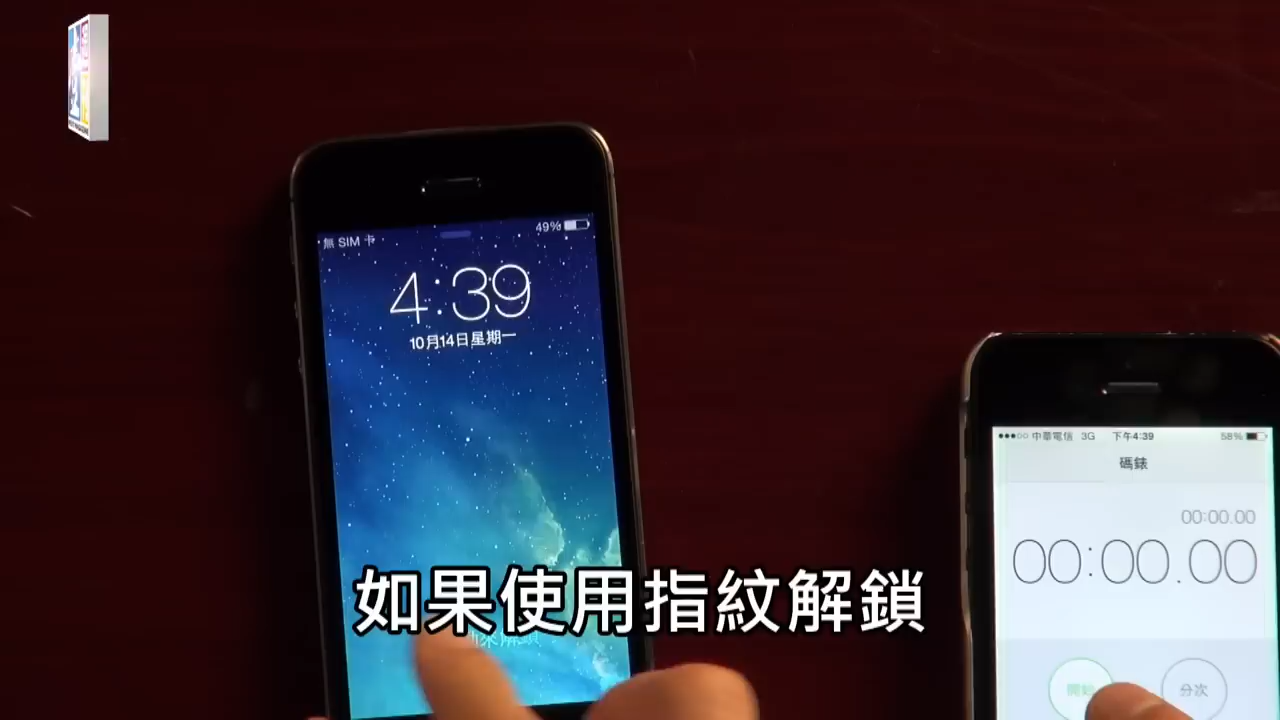 無 SIM 卡
49%
4:39
10月14日星期一
中華電信 3G 下午4:39 58%
碼錶
00:00.00
00:00.00
如果使用指紋解鎖
開始
分次